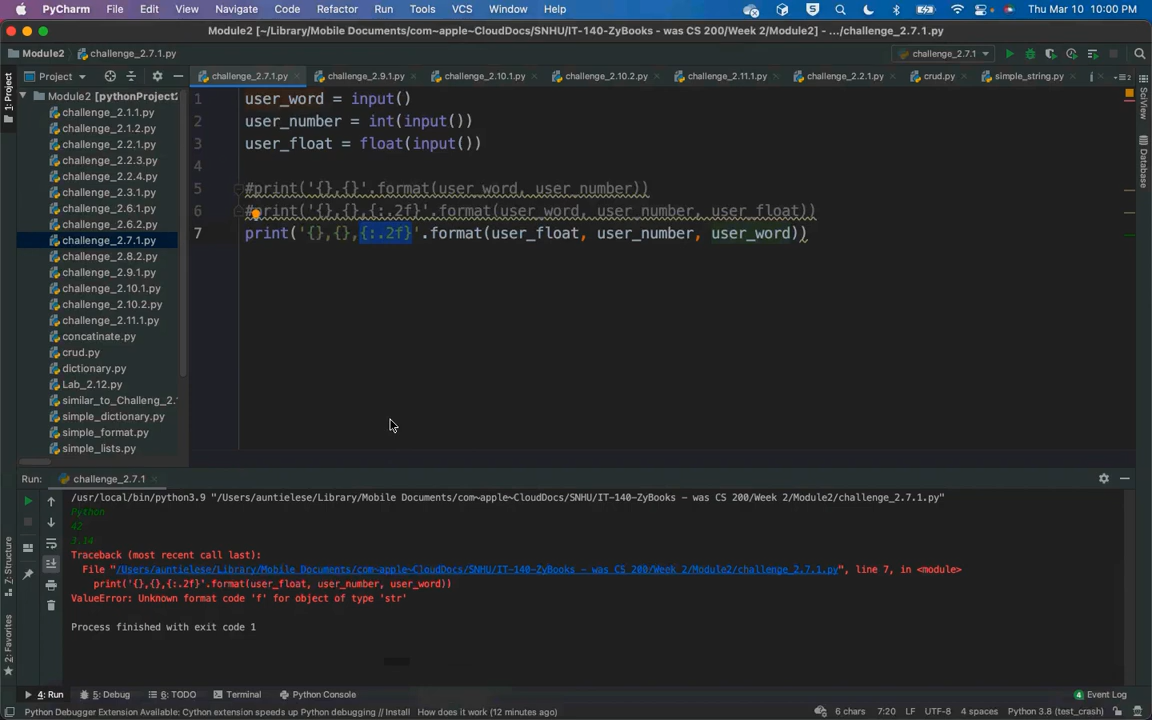 PyCharm File Edit View Navigate Code Refactor Run Tools VCS Window Help Thu Mar 10 10:00 PM
Module2 [~/Library/Mobile Documents/com~apple~CloudDocs/SNHU/IT-140-ZyBooks - was CS 200/Week 2/Module2] - .../challenge_2.7.1.py
Module2 challenge_2.7.1.py challenge_2.7.1
Project challenge_2.7.1.py challenge_2.9.1.py challenge_2.10.1.py challenge_2.10.2.py challenge_2.11.1.py challenge_2.2.1.py crud.py simple_string.py
1: Project
Module2 [pythonProject2
challenge_2.1.1.py
challenge_2.1.2.py
challenge_2.2.1.py
challenge_2.2.3.py
challenge_2.2.4.py
challenge_2.3.1.py
challenge_2.6.1.py
challenge_2.6.2.py
challenge_2.7.1.py
challenge_2.8.2.py
challenge_2.9.1.py
challenge_2.10.1.py
challenge_2.10.2.py
challenge_2.11.1.py
concatinate.py
crud.py
dictionary.py
Lab_2.12.py
similar_to_Challeng_2.1
simple_dictionary.py
simple_format.py
simple_lists.py
1 user_word = input()
2 user_number = int(input())
3 user_float = float(input())
4
5 #print('{},{}'.format(user_word, user_number))
6 #print('{},{},{:.2f}'.format(user_word, user_number, user_float))
7 print('{},{},{:.2f}'.format(user_float, user_number, user_word))
SciView
Database
Run: challenge_2.7.1
/usr/local/bin/python3.9 "/Users/auntielese/Library/Mobile Documents/com~apple~CloudDocs/SNHU/IT-140-ZyBooks - was CS 200/Week 2/Module2/challenge_2.7.1.py"
Python
42
3.14
Traceback (most recent call last):
File "/Users/auntielese/Library/Mobile Documents/com~apple~CloudDocs/SNHU/IT-140-ZyBooks - was CS 200/Week 2/Module2/challenge_2.7.1.py", line 7, in <module>
print('{},{},{:.2f}'.format(user_float, user_number, user_word))
ValueError: Unknown format code 'f' for object of type 'str'
Process finished with exit code 1
7: Structure
2: Favorites
4: Run 5: Debug 6: TODO Terminal Python Console 4 Event Log
Python Debugger Extension Available: Cython extension speeds up Python debugging // Install How does it work (12 minutes ago) 6 chars 7:20 LF UTF-8 4 spaces Python 3.8 (test_crash)